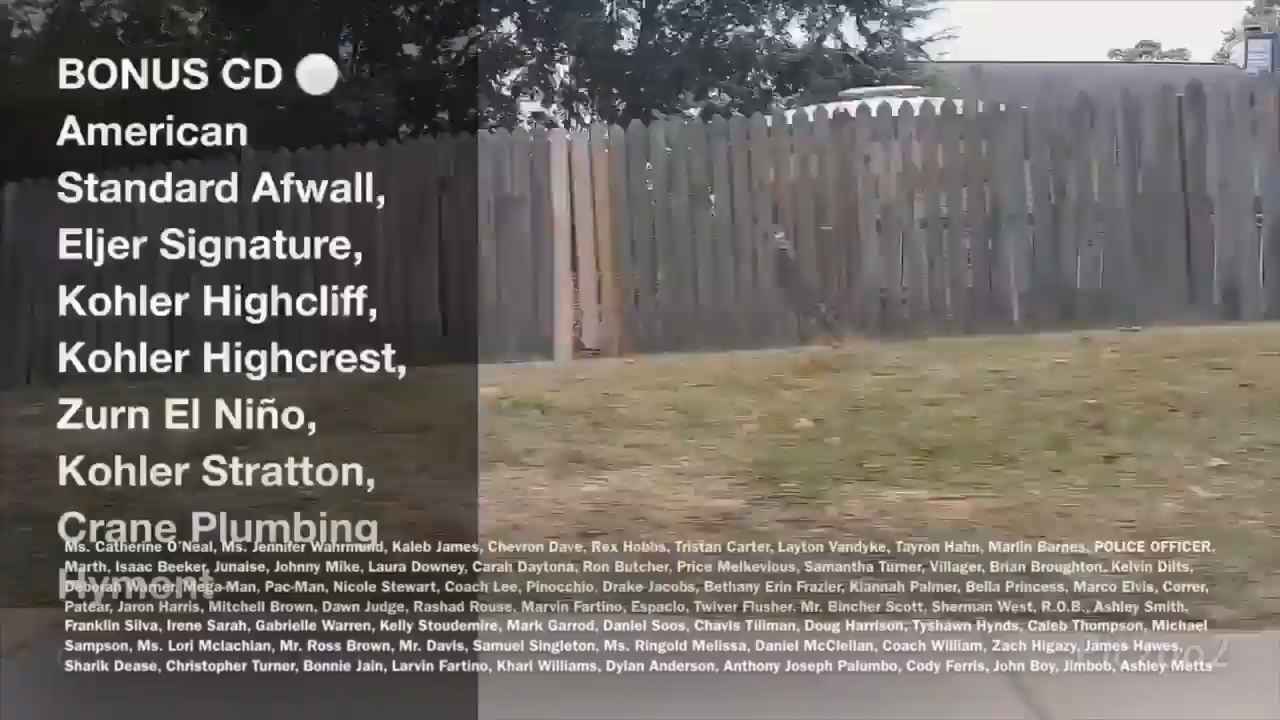 BONUS CD
American
Standard Afwall,
Eljer Signature,
Kohler Highcliff,
Kohler Highcrest,
Zurn El Niño,
Kohler Stratton,
Crane Plumbing
Ms. Catherine O'Neal, Ms. Jennifer Wahrmund, Kaleb James, Chevron Dave, Rex Hobbs, Tristan Carter, Layton Vandyke, Tayron Hahn, Marlin Barnes, POLICE OFFICER,
Marth, Isaac Beeker, Junaise, Johnny Mike, Laura Downey, Carah Daytona, Ron Butcher, Price Melkevious, Samantha Turner, Villager, Brian Broughton, Kelvin Dilts,
Deborah Mega-Man, Pac-Man, Nicole Stewart, Coach Lee, Pinocchio, Drake Jacobs, Bethany Erin Frazier, Kiannah Palmer, Bella Princess, Marco Elvis, Correr,
Patear, Jaron Harris, Mitchell Brown, Dawn Judge, Rashad Rouse, Marvin Fartino, Espacio, Twiver Flusher. Mr. Bincher Scott, Sherman West, R.O.B., Ashley Smith,
Franklin Silva, Irene Sarah, Gabrielle Warren, Kelly Stoudemire, Mark Garrod, Daniel Soos, Chavis Tillman, Doug Harrison, Tyshawn Hynds, Caleb Thompson, Michael
Sampson, Ms. Lori Mclachlan, Mr. Ross Brown, Mr. Davis, Samuel Singleton, Ms. Ringold Melissa, Daniel McClellan, Coach William, Zach Higazy, James Hawes,
Sharik Dease, Christopher Turner, Bonnie Jain, Larvin Fartino, Khari Williams, Dylan Anderson, Anthony Joseph Palumbo, Cody Ferris, John Boy, Jimbob, Ashley Metts